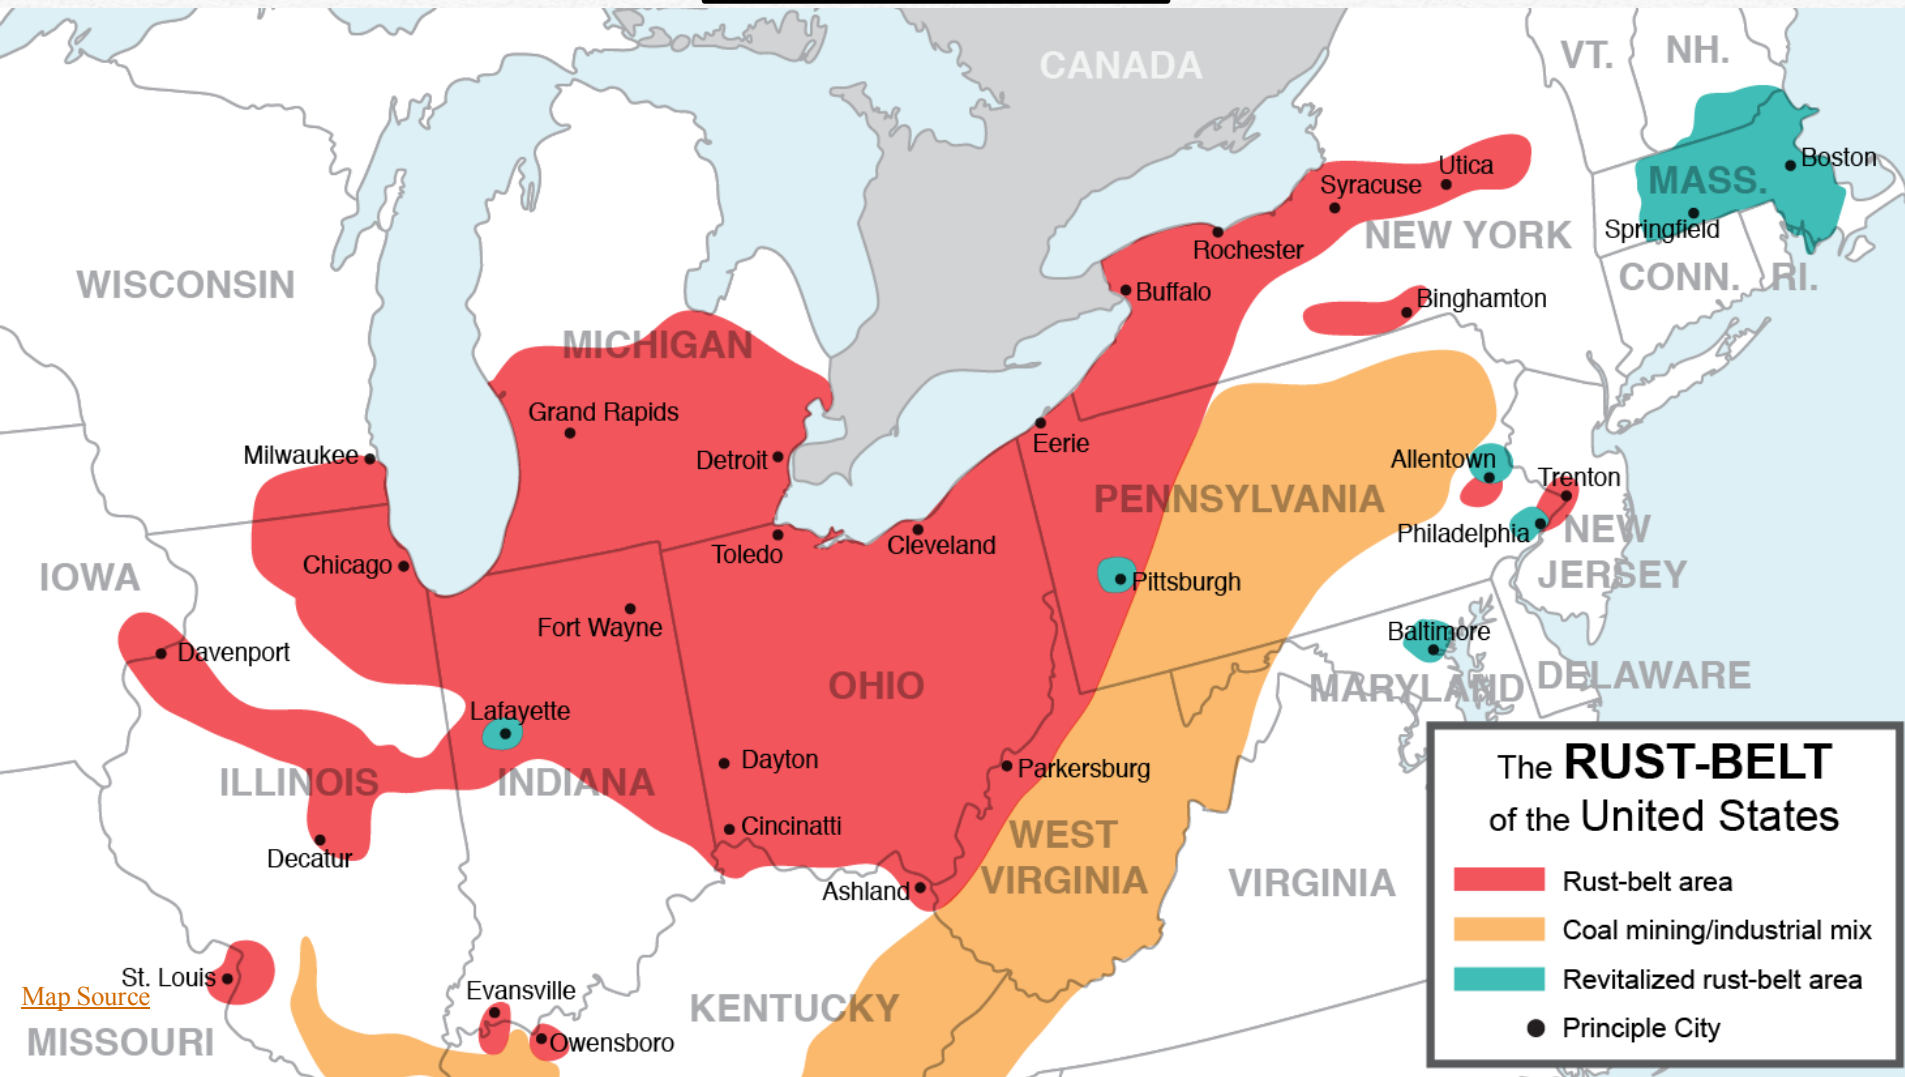 CANADA
VT.
NH.
Boston
MASS.
Utica
Syracuse
Springfield
NEW YORK
Rochester
CONN.
RI.
WISCONSIN
Buffalo
Binghamton
MICHIGAN
Grand Rapids
Eerie
Milwaukee
Detroit
Allentown
Trenton
PENNSYLVANIA
Philadelphia
NEW
JERSEY
Toledo
Cleveland
Chicago
IOWA
Pittsburgh
Fort Wayne
Baltimore
Davenport
OHIO
MARYLAND
DELAWARE
Lafayette
ILLINOIS
INDIANA
Dayton
Parkersburg
Cincinatti
WEST
VIRGINIA
Decatur
Ashland
VIRGINIA
St. Louis
Map Source
Evansville
KENTUCKY
MISSOURI
Owensboro
The RUST-BELT
of the United States
Rust-belt area
Coal mining/industrial mix
Revitalized rust-belt area
Principle City